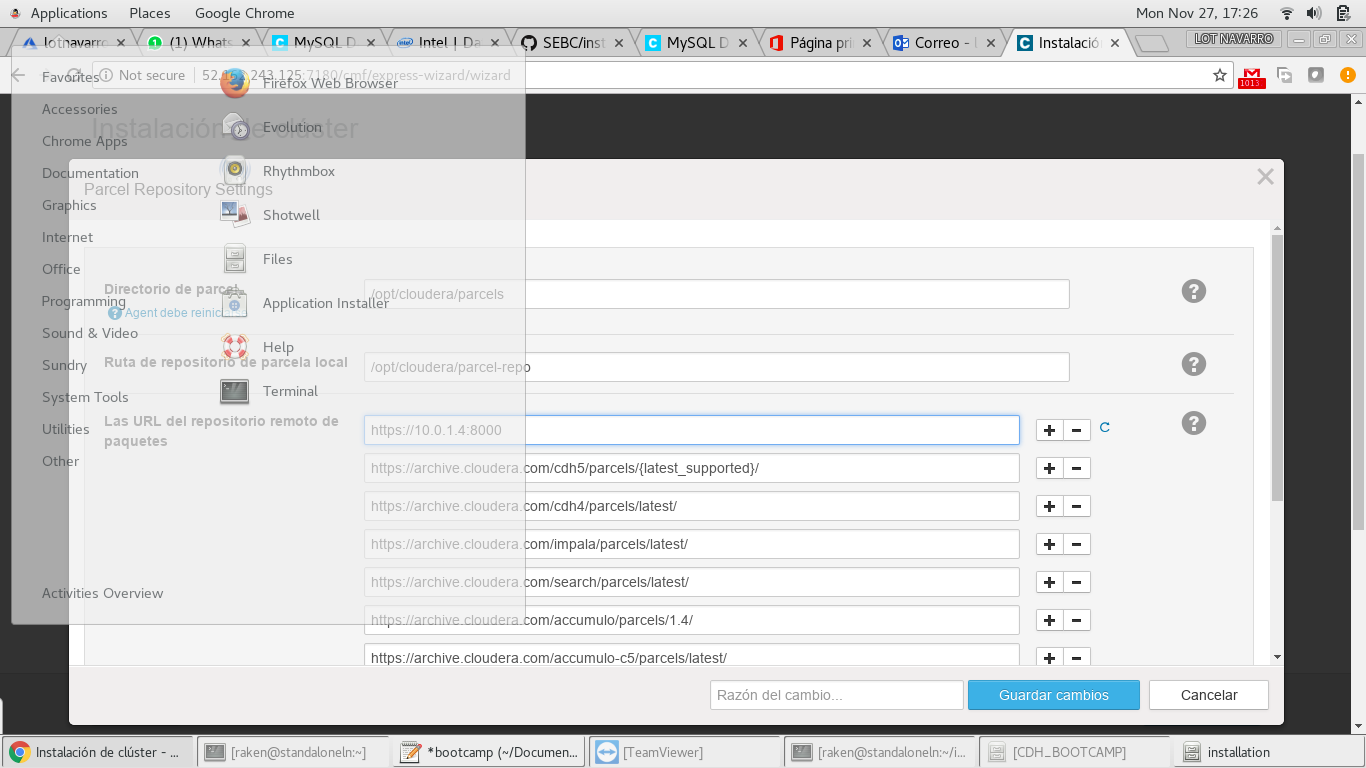 Applications Places Google Chrome Mon Nov 27, 17:26
lotnavarro (1) Whats MySQL D Intel | Da SEBC/inst MySQL D Página pri Correo - L Instalació LOT NAVARRO
Not secure 52.162.243.125:7180/cmf/express-wizard/wizard 1013
Instalación de clúster
Parcel Repository Settings
Favorites
Accessories
Chrome Apps
Documentation
Graphics
Internet
Office
Programming
Sound & Video
Sundry
System Tools
Utilities
Other
Activities Overview
Firefox Web Browser
Evolution
Rhythmbox
Shotwell
Files
Application Installer
Help
Terminal
Directorio de parcel
/opt/cloudera/parcels
Agent debe reinicia
Ruta de repositorio de parcela local
/opt/cloudera/parcel-repo
Las URL del repositorio remoto de
paquetes
https://10.0.1.4:8000
https://archive.cloudera.com/cdh5/parcels/{latest_supported}/
https://archive.cloudera.com/cdh4/parcels/latest/
https://archive.cloudera.com/impala/parcels/latest/
https://archive.cloudera.com/search/parcels/latest/
https://archive.cloudera.com/accumulo/parcels/1.4/
https://archive.cloudera.com/accumulo-c5/parcels/latest/
Razón del cambio... Guardar cambios Cancelar
Instalación de clúster - ... [raken@standaloneln:~] *bootcamp (~/Documen... [TeamViewer] [raken@standaloneln:~/i... [CDH_BOOTCAMP] installation